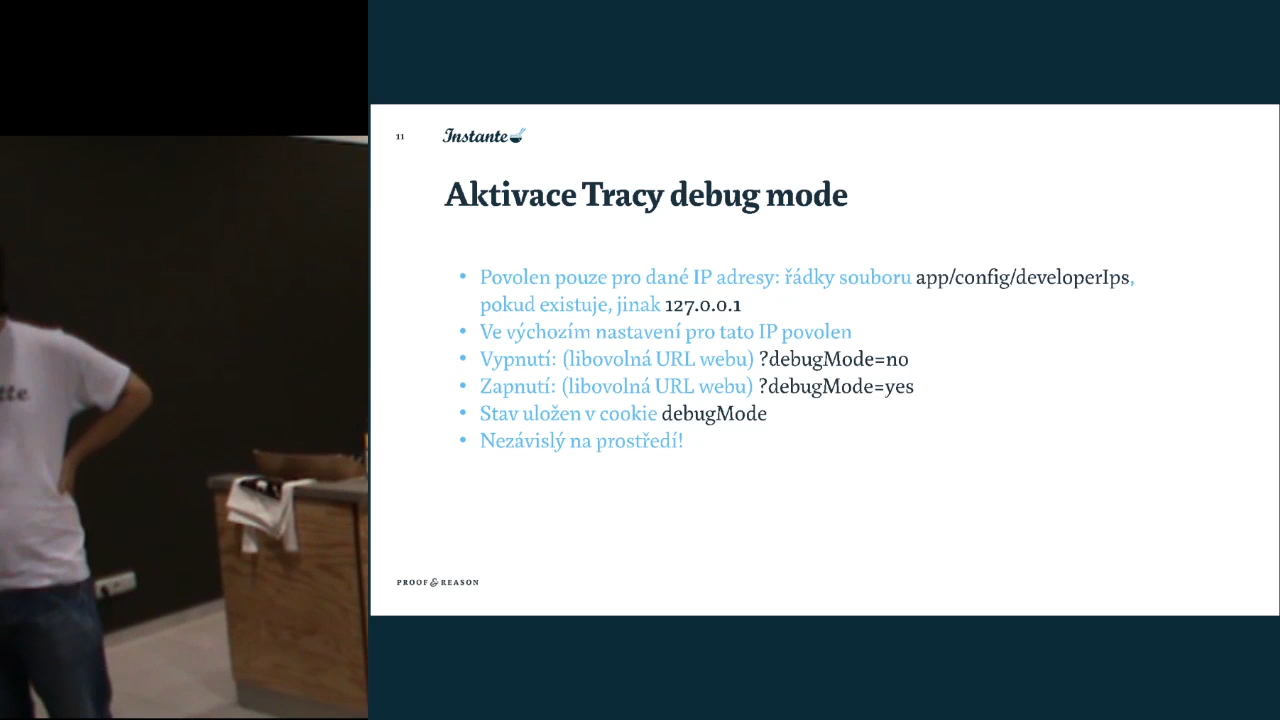 11
Instante
Aktivace Tracy debug mode
• Povolen pouze pro dané IP adresy: řádky souboru app/config/developerIps,
pokud existuje, jinak 127.0.0.1
• Ve výchozím nastavení pro tato IP povolen
• Vypnutí: (libovolná URL webu) ?debugMode=no
• Zapnutí: (libovolná URL webu) ?debugMode=yes
• Stav uložen v cookie debugMode
• Nezávislý na prostředí!
PROOF & REASON